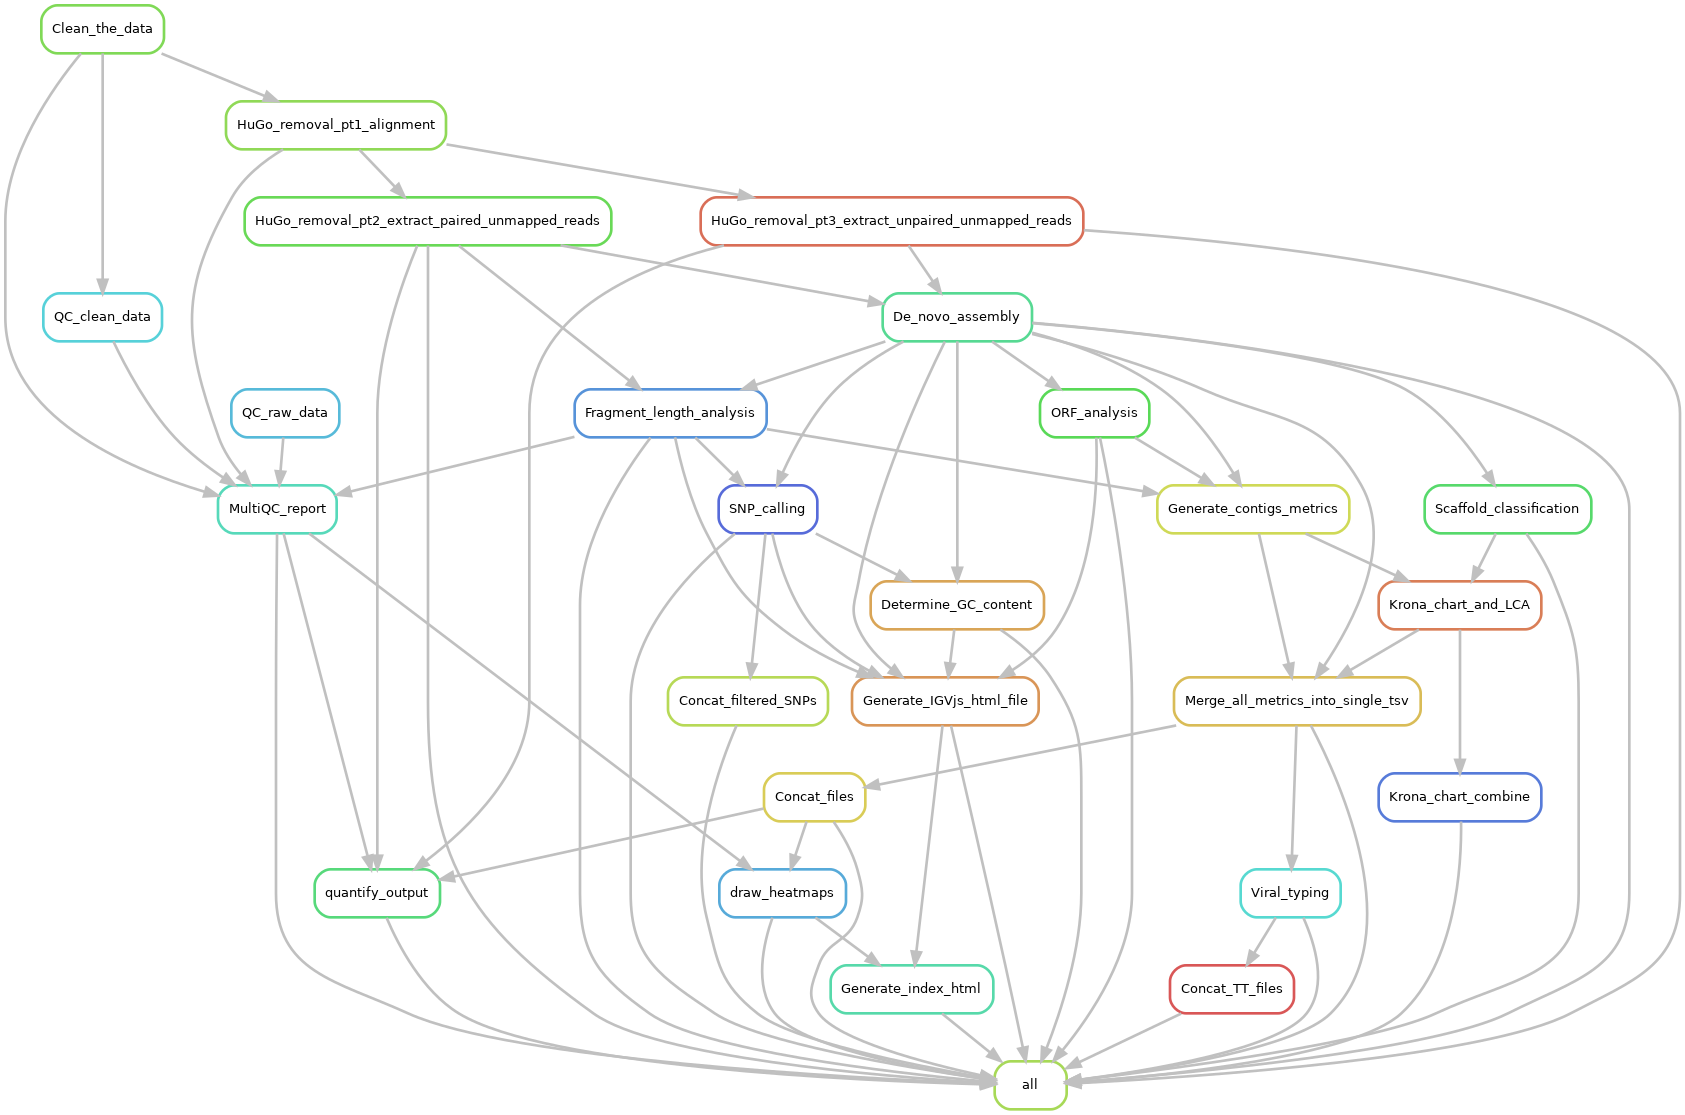 Clean_the_data
HuGo_removal_pt1_alignment
HuGo_removal_pt2_extract_paired_unmapped_reads
HuGo_removal_pt3_extract_unpaired_unmapped_reads
QC_clean_data
De_novo_assembly
QC_raw_data
Fragment_length_analysis
ORF_analysis
MultiQC_report
SNP_calling
Generate_contigs_metrics
Scaffold_classification
Determine_GC_content
Krona_chart_and_LCA
Concat_filtered_SNPs
Generate_IGVjs_html_file
Merge_all_metrics_into_single_tsv
Concat_files
Krona_chart_combine
quantify_output
draw_heatmaps
Viral_typing
Generate_index_html
Concat_TT_files
all